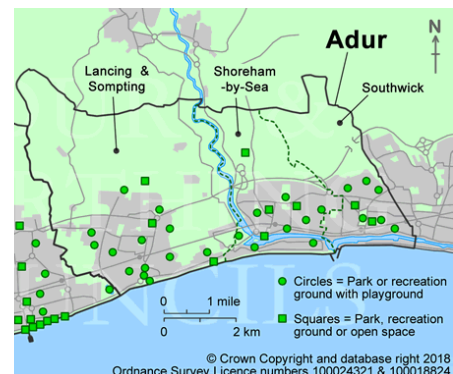 Adur
N
Lancing &
Sompting
Shoreham
-by-Sea
Southwick
Circles = Park or recreation
ground with playground
Squares = Park, recreation
ground or open space
0 1 mile
0 2 km
© Crown Copyright and database right 2018
Ordnance Survey Licence numbers 100024321 & 100018824